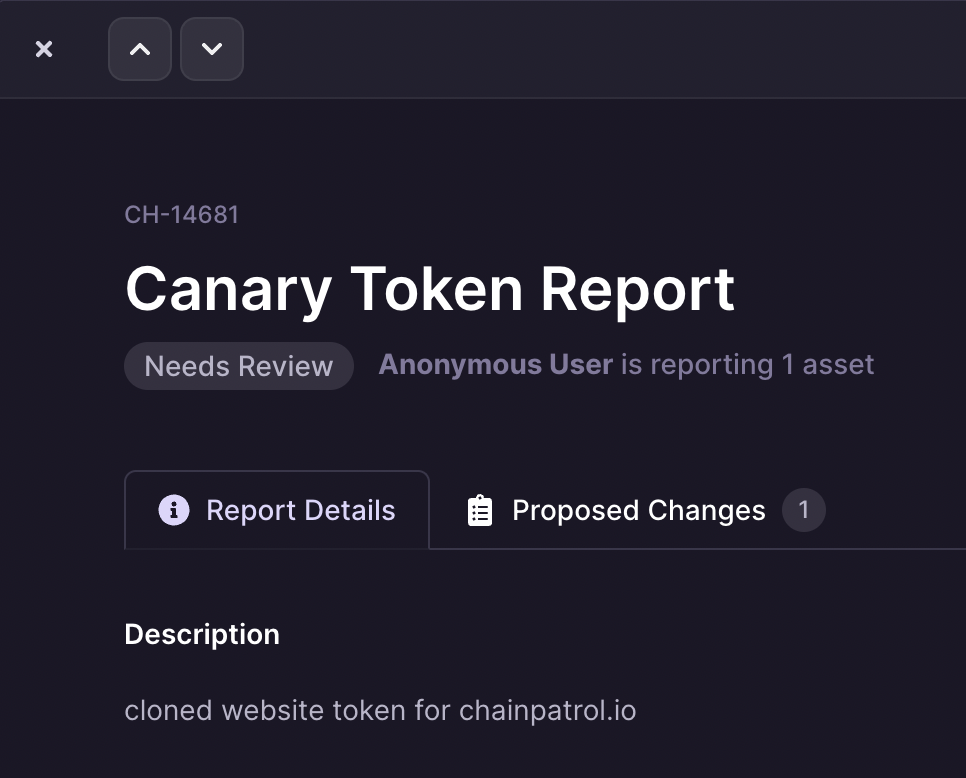 CH-14681
Canary Token Report
Needs Review Anonymous User is reporting 1 asset
Report Details Proposed Changes 1
Description
cloned website token for chainpatrol.io